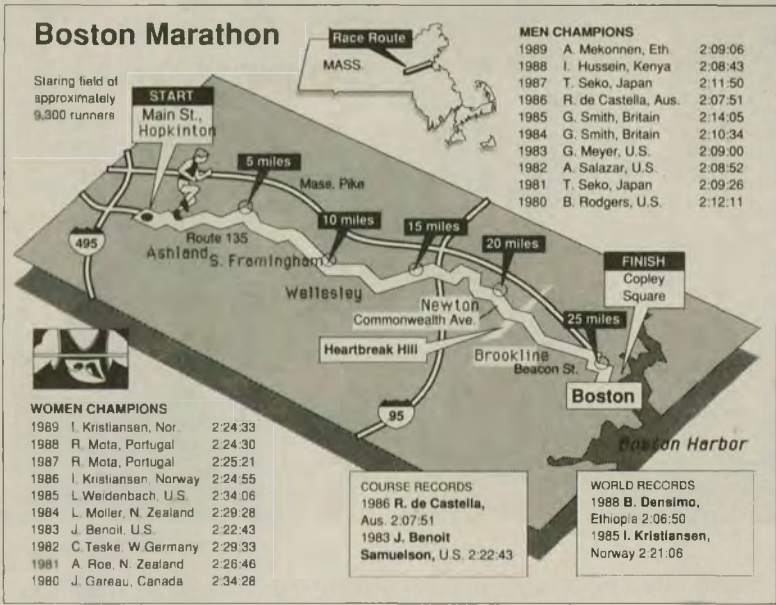 Boston Marathon
Staring field of
approximately
9,300 runners
START
Main St.,
Hopkinton
Race Route
MASS.
5 miles
Mass. Pike
10 miles
15 miles
20 miles
25 miles
FINISH
Copley
Square
495
Route 135
Ashland
S. Framingham
Wellesley
Newton
Commonwealth Ave.
Heartbreak Hill
Brookline
Beacon St.
Boston
95
Boston Harbor
MEN CHAMPIONS
1989 A. Mekonnen, Eth. 2:09:06
1988 I. Hussein, Kenya 2:08:43
1987 T. Seko, Japan 2:11:50
1986 R. de Castella, Aus. 2:07:51
1985 G. Smith, Britain 2:14:05
1984 G. Smith, Britain 2:10:34
1983 G. Meyer, U.S. 2:09:00
1982 A. Salazar, U.S. 2:08:52
1981 T. Seko, Japan 2:09:26
1980 B. Rodgers, U.S. 2:12:11
WOMEN CHAMPIONS
1989 I. Kristiansen, Nor. 2:24:33
1988 R. Mota, Portugal 2:24:30
1987 R. Mota, Portugal 2:25:21
1986 I. Kristiansen, Norway 2:24:55
1985 L. Weidenbach, U.S. 2:34:06
1984 L. Moller, N. Zealand 2:29:28
1983 J. Benoit, U.S. 2:22:43
1982 C. Teske, W. Germany 2:29:33
1981 A. Roe, N. Zealand 2:26:46
1980 J. Gareau, Canada 2:34:28
COURSE RECORDS
1986 R. de Castella,
Aus. 2:07:51
1983 J. Benoit
Samuelson, U.S. 2:22:43
WORLD RECORDS
1988 B. Densimo,
Ethiopia 2:06:50
1985 I. Kristiansen,
Norway 2:21:06